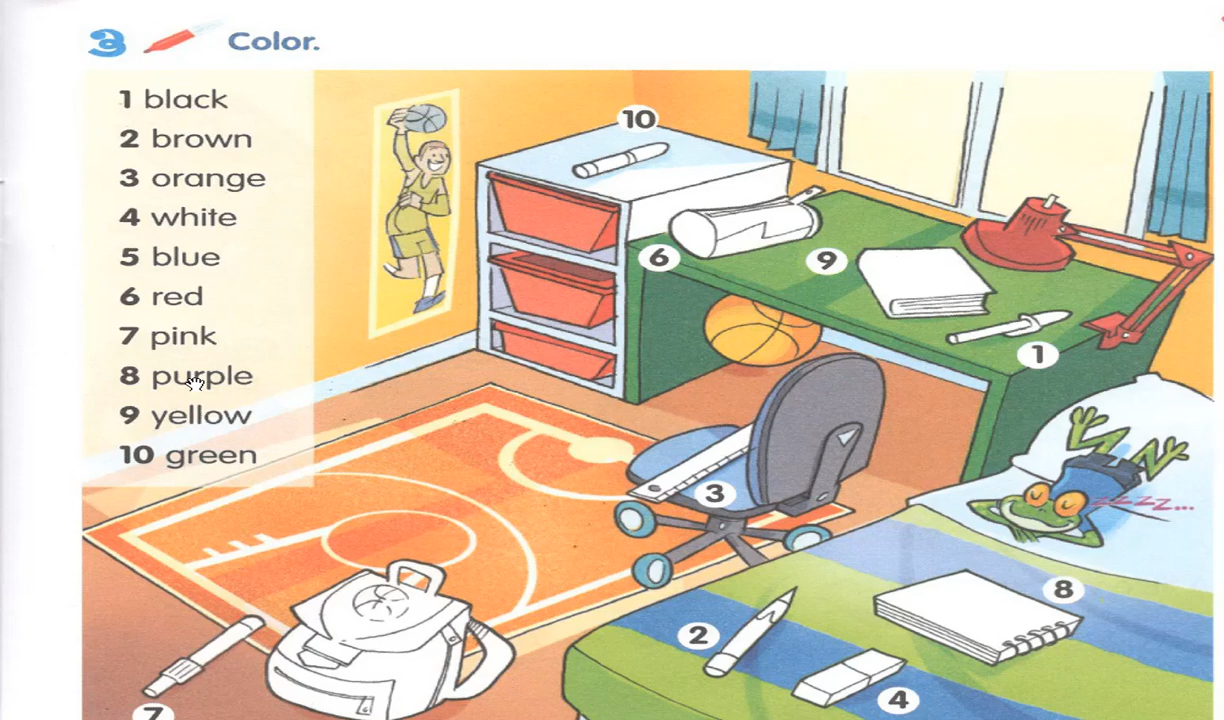 3 Color.
1 black
2 brown
3 orange
4 white
5 blue
6 red
7 pink
8 purple
9 yellow
10 green
10
6
9
1
3
zzzz...
8
2
4
7